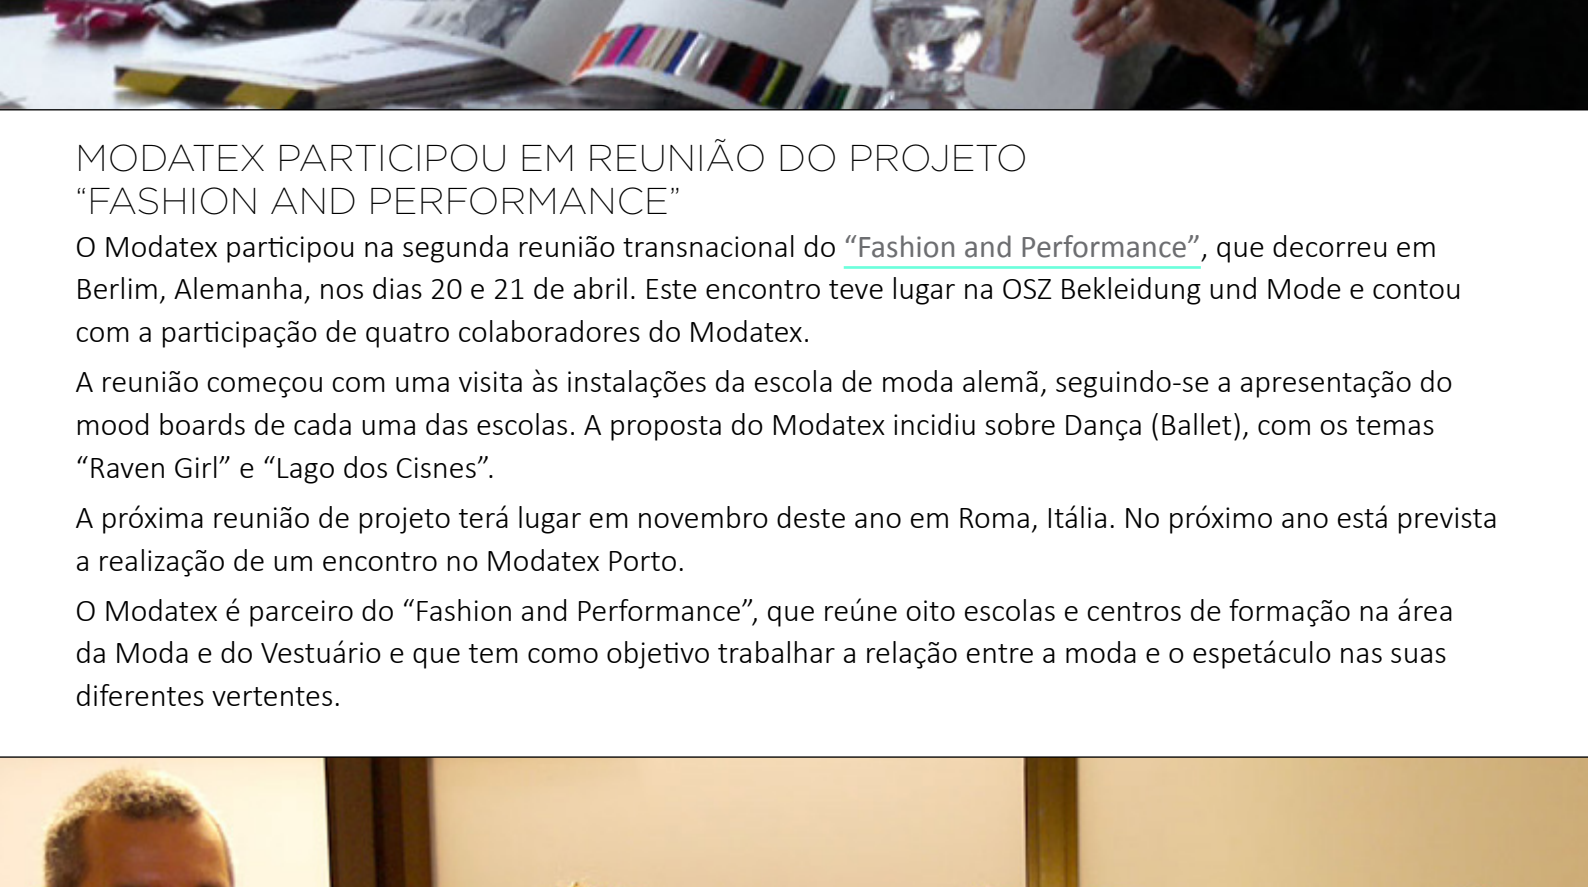 MODATEX PARTICIPOU EM REUNIÃO DO PROJETO
“FASHION AND PERFORMANCE”
O Modatex participou na segunda reunião transnacional do “Fashion and Performance”, que decorreu em
Berlim, Alemanha, nos dias 20 e 21 de abril. Este encontro teve lugar na OSZ Bekleidung und Mode e contou
com a participação de quatro colaboradores do Modatex.
A reunião começou com uma visita às instalações da escola de moda alemã, seguindo-se a apresentação do
mood boards de cada uma das escolas. A proposta do Modatex incidiu sobre Dança (Ballet), com os temas
“Raven Girl” e “Lago dos Cisnes”.
A próxima reunião de projeto terá lugar em novembro deste ano em Roma, Itália. No próximo ano está prevista
a realização de um encontro no Modatex Porto.
O Modatex é parceiro do “Fashion and Performance”, que reúne oito escolas e centros de formação na área
da Moda e do Vestuário e que tem como objetivo trabalhar a relação entre a moda e o espetáculo nas suas
diferentes vertentes.